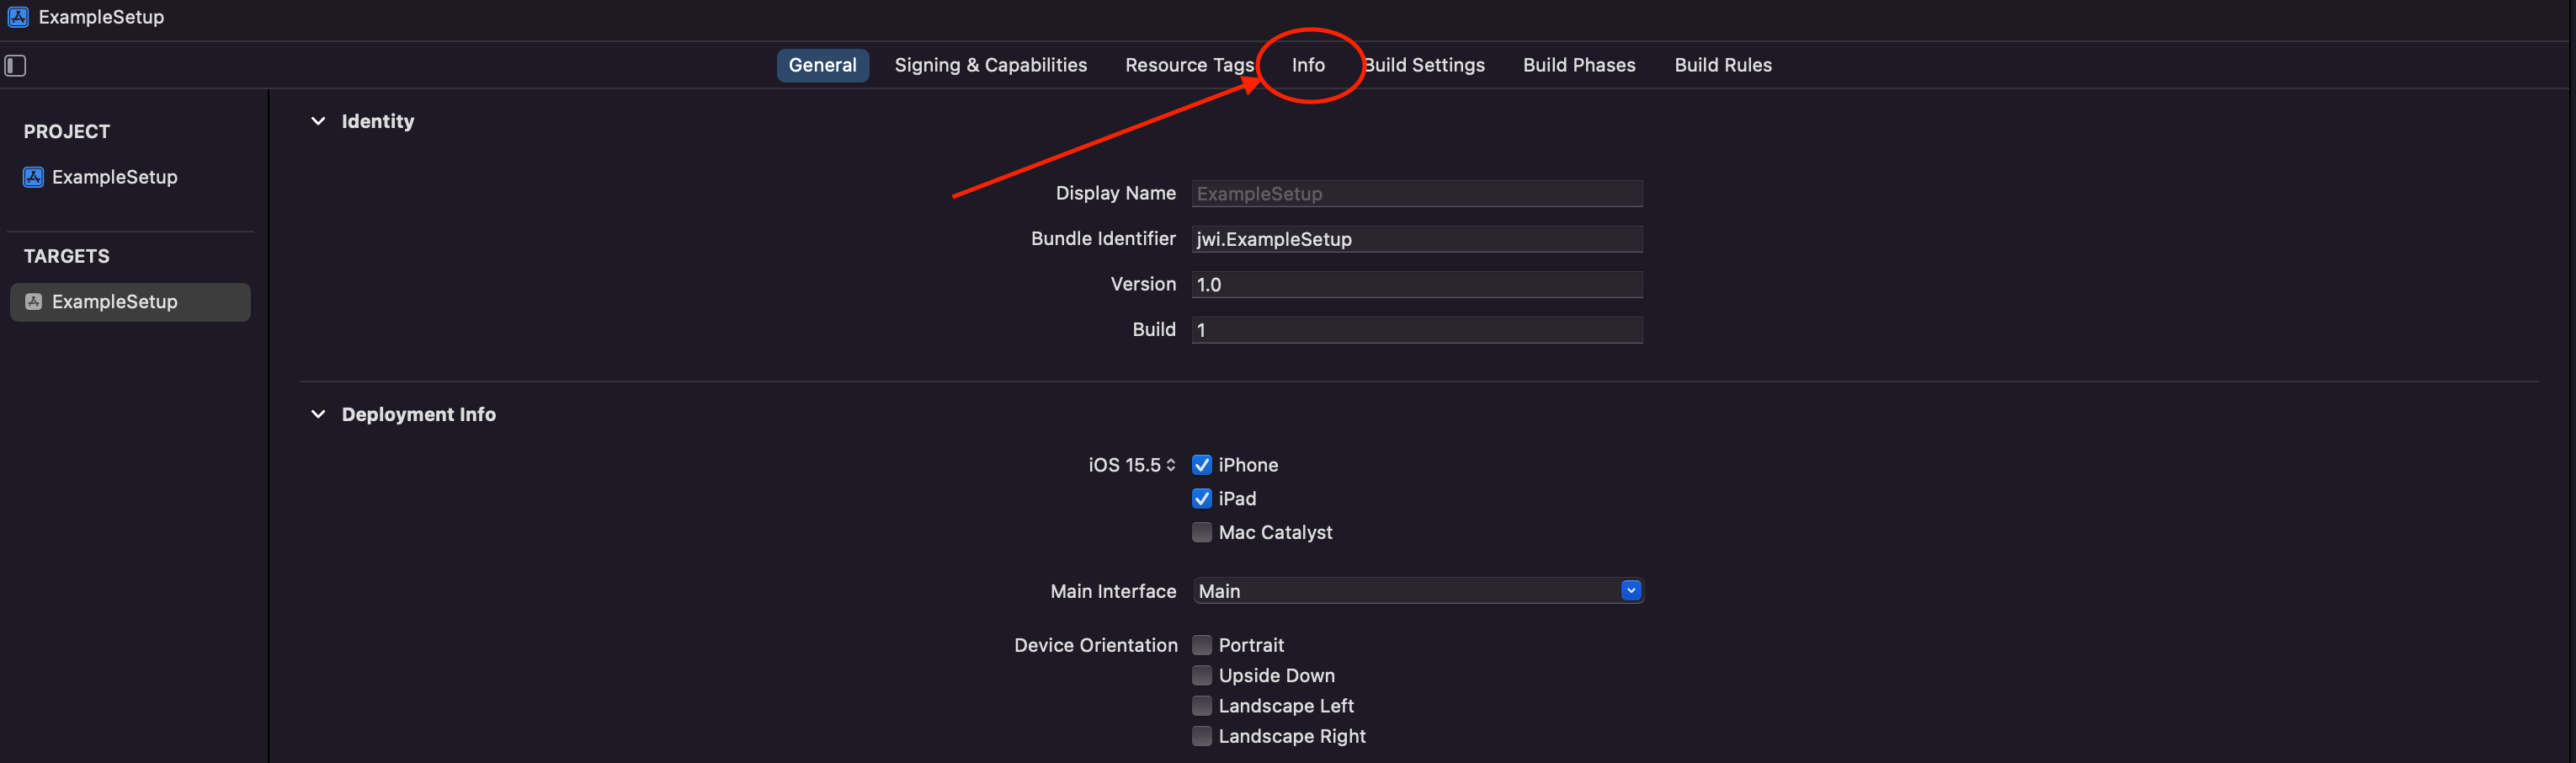 ExampleSetup
General Signing & Capabilities Resource Tags Info Build Settings Build Phases Build Rules
PROJECT
ExampleSetup
TARGETS
ExampleSetup
Identity
Display Name ExampleSetup
Bundle Identifier jwi.ExampleSetup
Version 1.0
Build 1
Deployment Info
iOS 15.5 iPhone
iPad
Mac Catalyst
Main Interface Main
Device Orientation Portrait
Upside Down
Landscape Left
Landscape Right